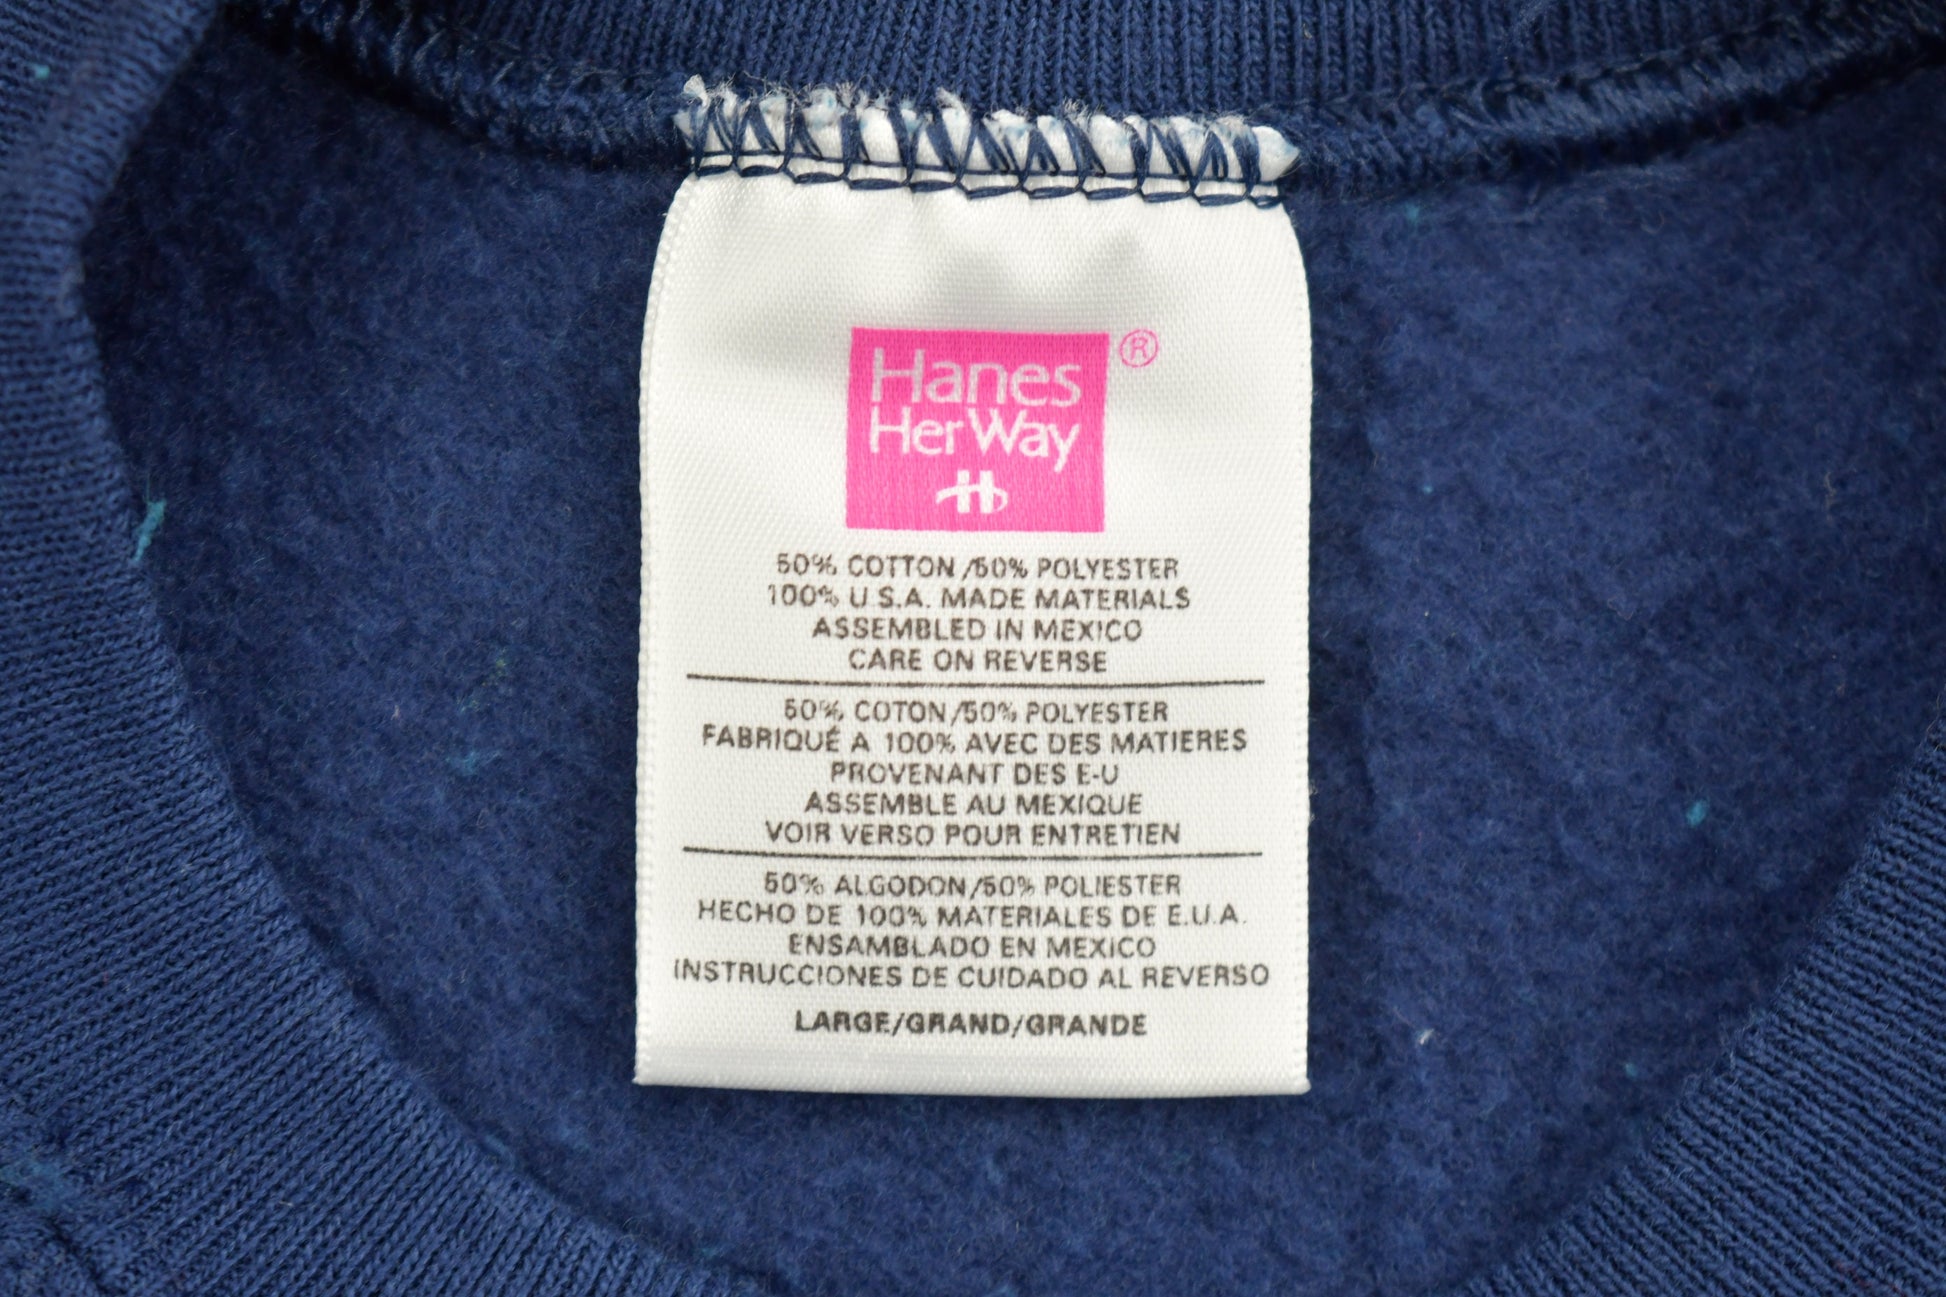 Hanes
HerWay
®
50% COTTON/50% POLYESTER
100% U.S.A. MADE MATERIALS
ASSEMBLED IN MEXICO
CARE ON REVERSE
50% COTON/50% POLYESTER
FABRIQUÉ A 100% AVEC DES MATIERES
PROVENANT DES E-U
ASSEMBLE AU MEXIQUE
VOIR VERSO POUR ENTRETIEN
50% ALGODON/50% POLIESTER
HECHO DE 100% MATERIALES DE E.U.A.
ENSAMBLADO EN MEXICO
INSTRUCCIONES DE CUIDADO AL REVERSO
LARGE/GRAND/GRANDE